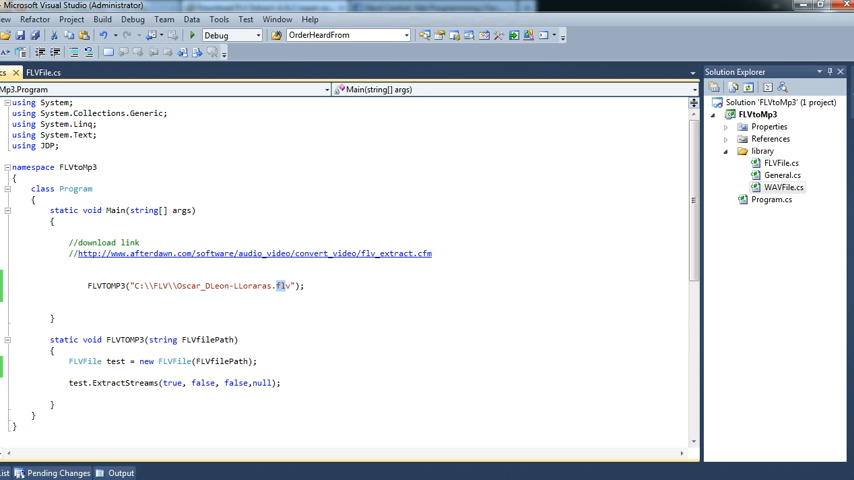 Microsoft Visual Studio (Administrator)
Refactor Project Build Debug Team Data Tools Test Window Help
Debug OrderHeardFrom
FLVFile.cs
Mp3.Program Main(string[] args)
using System;
using System.Collections.Generic;
using System.Linq;
using System.Text;
using JDP;
namespace FLVtoMp3
{
class Program
{
static void Main(string[] args)
{
//download link
//http://www.afterdawn.com/software/audio_video/convert_video/flv_extract.cfm
FLVTOMP3("C:\\FLV\\Oscar_DLeon-LLoraras.flv");
}
static void FLVTOMP3(string FLVfilePath)
{
FLVFile test = new FLVFile(FLVfilePath);
test.ExtractStreams(true, false, false,null);
}
}
}
Solution Explorer
Solution 'FLVtoMp3' (1 project)
FLVtoMp3
Properties
References
library
FLVFile.cs
General.cs
WAVFile.cs
Program.cs
Pending Changes Output